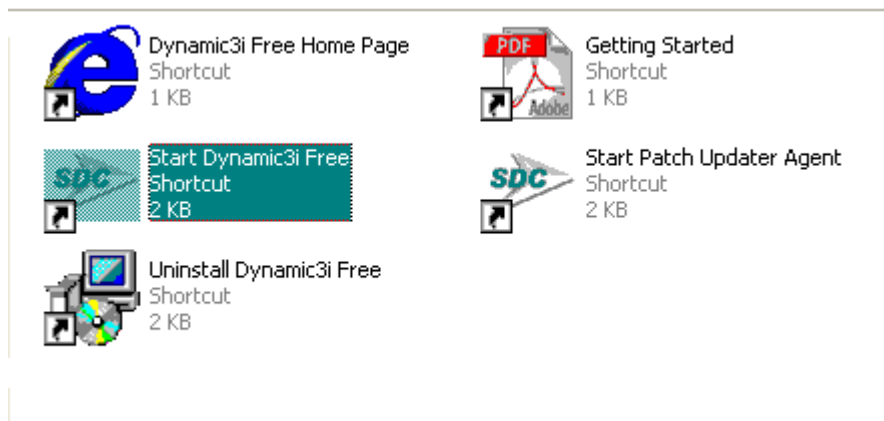 Dynamic3i Free Home Page
Shortcut
1 KB
PDF
Adobe
Getting Started
Shortcut
1 KB
SDC
Start Dynamic3i Free
Shortcut
2 KB
SDC
Start Patch Updater Agent
Shortcut
2 KB
Uninstall Dynamic3i Free
Shortcut
2 KB